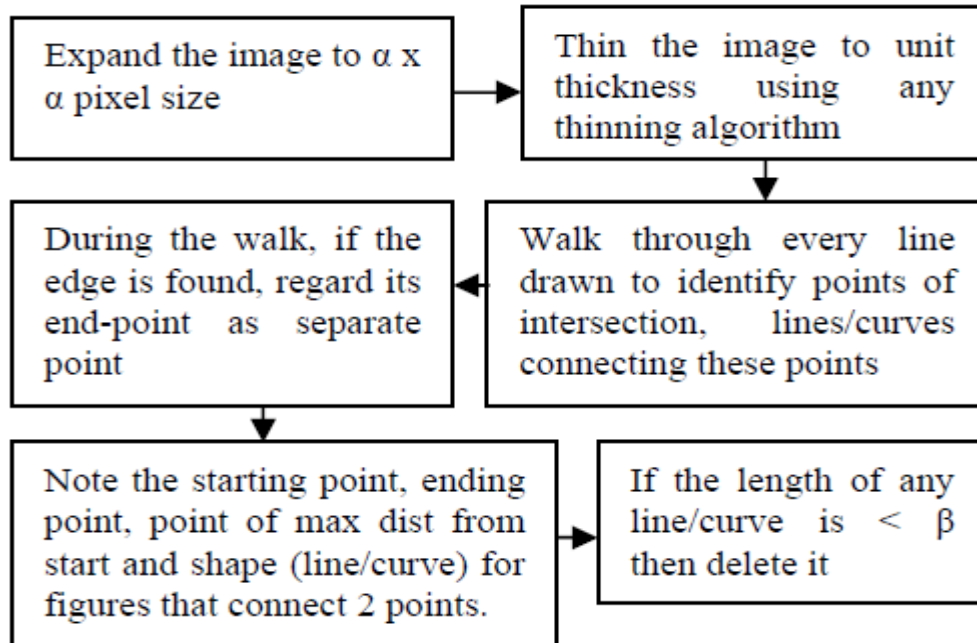 Expand the image to α x
α pixel size
Thin the image to unit
thickness using any
thinning algorithm
Walk through every line
drawn to identify points of
intersection, lines/curves
connecting these points
During the walk, if the
edge is found, regard its
end-point as separate
point
Note the starting point, ending
point, point of max dist from
start and shape (line/curve) for
figures that connect 2 points.
If the length of any
line/curve is < β
then delete it